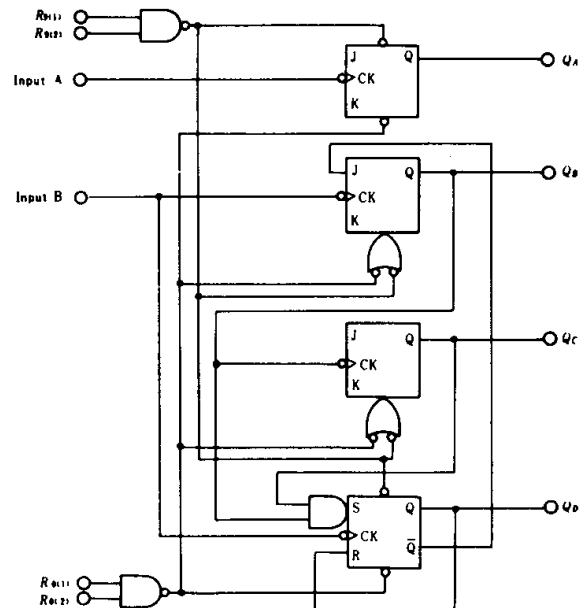 R9(1)
R9(2)
J Q QA
Input A CK
K
J Q QB
Input B CK
K
J Q QC
CK
K
S Q QD
CK Q̅
R
R0(1)
R0(2)